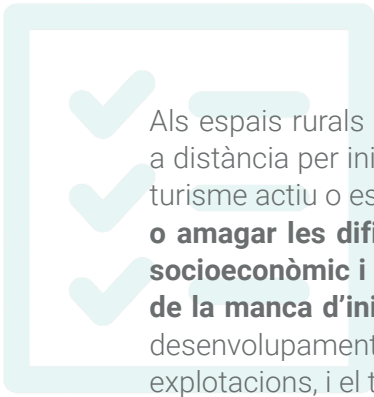 Als espais rurals
a distància per ini
turisme actiu o es
o amagar les difi
socioeconòmic i
de la manca d'ini
desenvolupament
explotacions, i el t